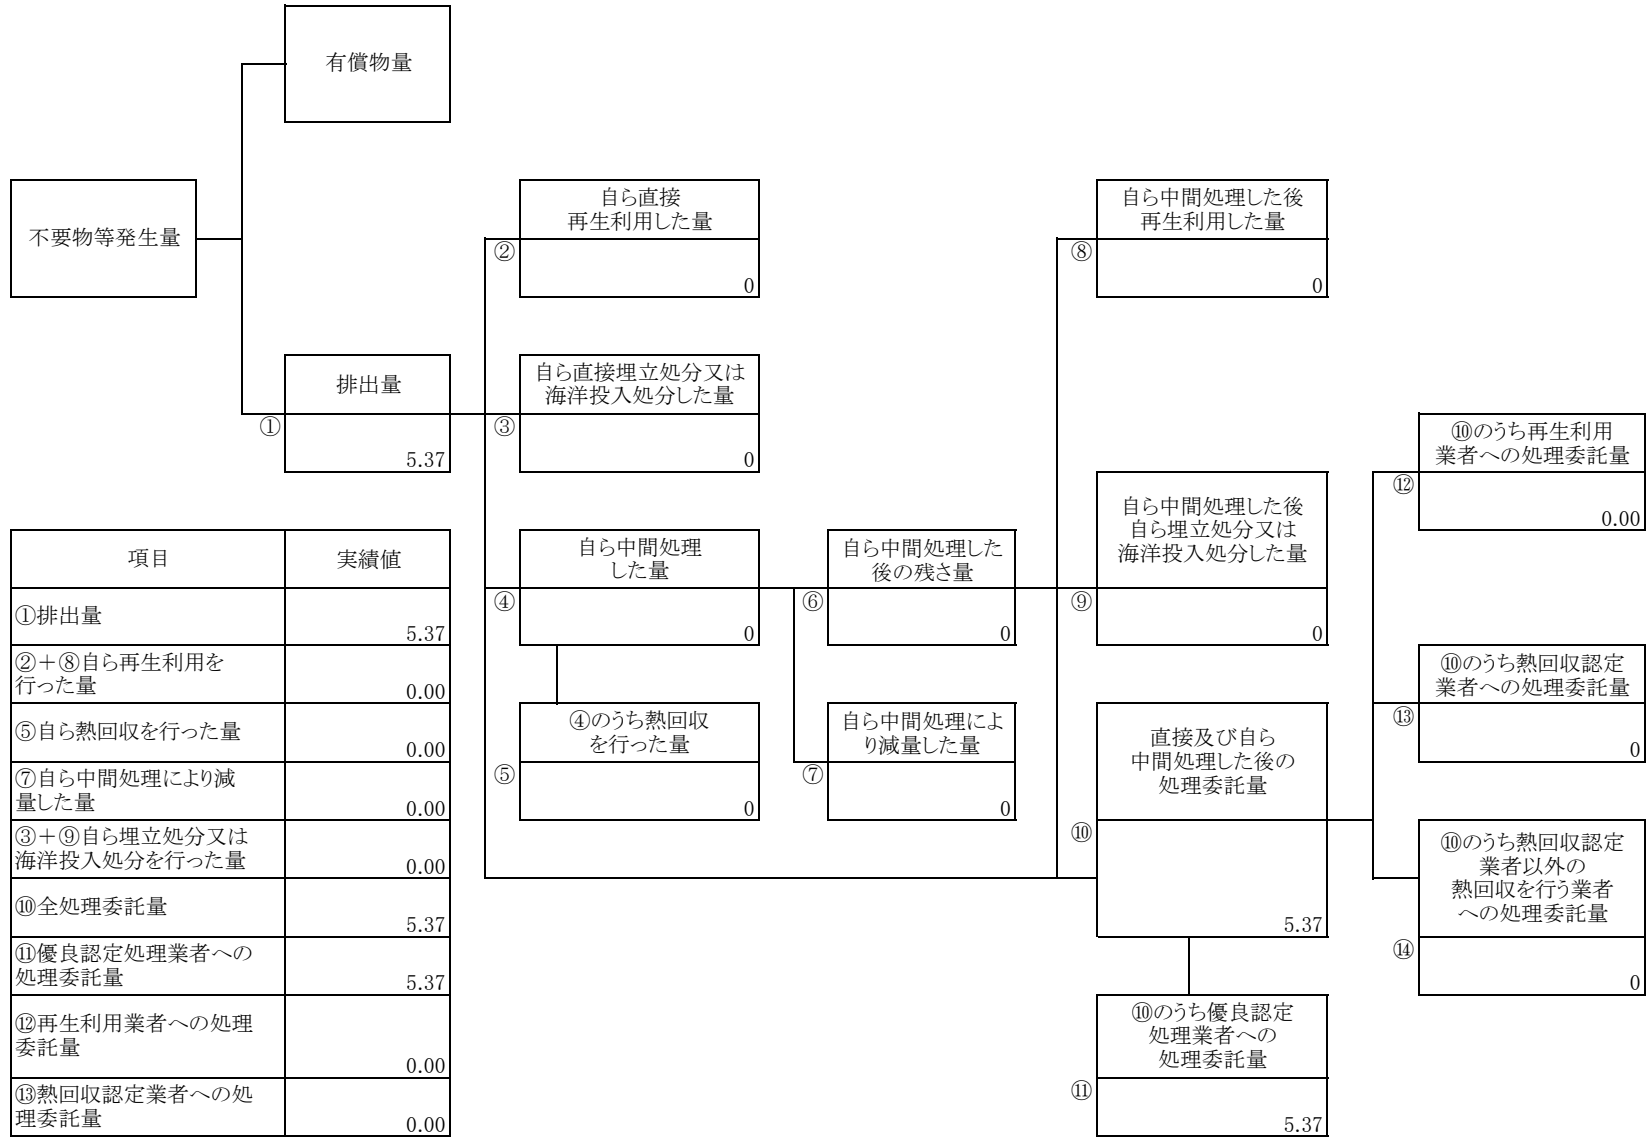 有償物量
不要物等発生量
排出量
①
5.37
自ら直接
再生利用した量
②
0
自ら直接埋立処分又は
海洋投入処分した量
③
0
自ら中間処理
した量
④
0
④のうち熱回収
を行った量
⑤
0
自ら中間処理した
後の残さ量
⑥
0
自ら中間処理によ
り減量した量
⑦
0
自ら中間処理した後
再生利用した量
⑧
0
自ら中間処理した後
自ら埋立処分又は
海洋投入処分した量
⑨
0
直接及び自ら
中間処理した後の
処理委託量
⑩
5.37
⑩のうち優良認定
処理業者への
処理委託量
⑪
5.37
⑩のうち再生利用
業者への処理委託量
⑫
0.00
⑩のうち熱回収認定
業者への処理委託量
⑬
0
⑩のうち熱回収認定
業者以外の
熱回収を行う業者
への処理委託量
⑭
0
項目 実績値
①排出量
5.37
②+⑧自ら再生利用を
行った量
0.00
⑤自ら熱回収を行った量
0.00
⑦自ら中間処理により減
量した量
0.00
③+⑨自ら埋立処分又は
海洋投入処分を行った量
0.00
⑩全処理委託量
5.37
⑪優良認定処理業者への
処理委託量
5.37
⑫再生利用業者への処理
委託量
0.00
⑬熱回収認定業者への処
理委託量
0.00